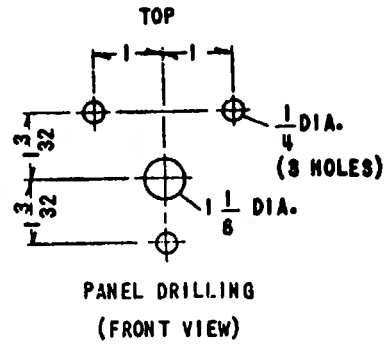 TOP
1 1
1 3/32
1/4 DIA.
(3 HOLES)
1 3/32
1 1/8 DIA.
PANEL DRILLING
(FRONT VIEW)